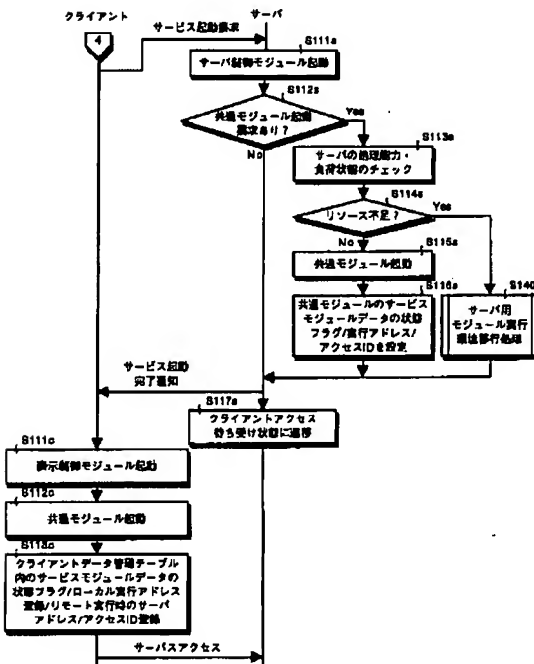 クライアント
4
サービス起動要求
サーバ
S111s
サーバ制御モジュール起動
S112s
共通モジュール起動
要求あり?
Yes
No
S113s
サーバの処理能力・
負荷状態のチェック
S114s
リソース不足?
Yes
No
S115s
共通モジュール起動
S116s
共通モジュールのサービス
モジュールデータの状態
フラグ/実行アドレス/
アクセスIDを設定
S140
サーバ用
モジュール実行
環境移行処理
サービス起動
完了通知
S117s
クライアントアクセス
待ち受け状態に遷移
S111c
表示制御モジュール起動
S112c
共通モジュール起動
S113c
クライアントデータ管理テーブル
内のサービスモジュールデータの
状態フラグ/ローカル実行アドレス
登録/リモート実行時のサーバ
アドレス/アクセスID登録
サーバスアクセス